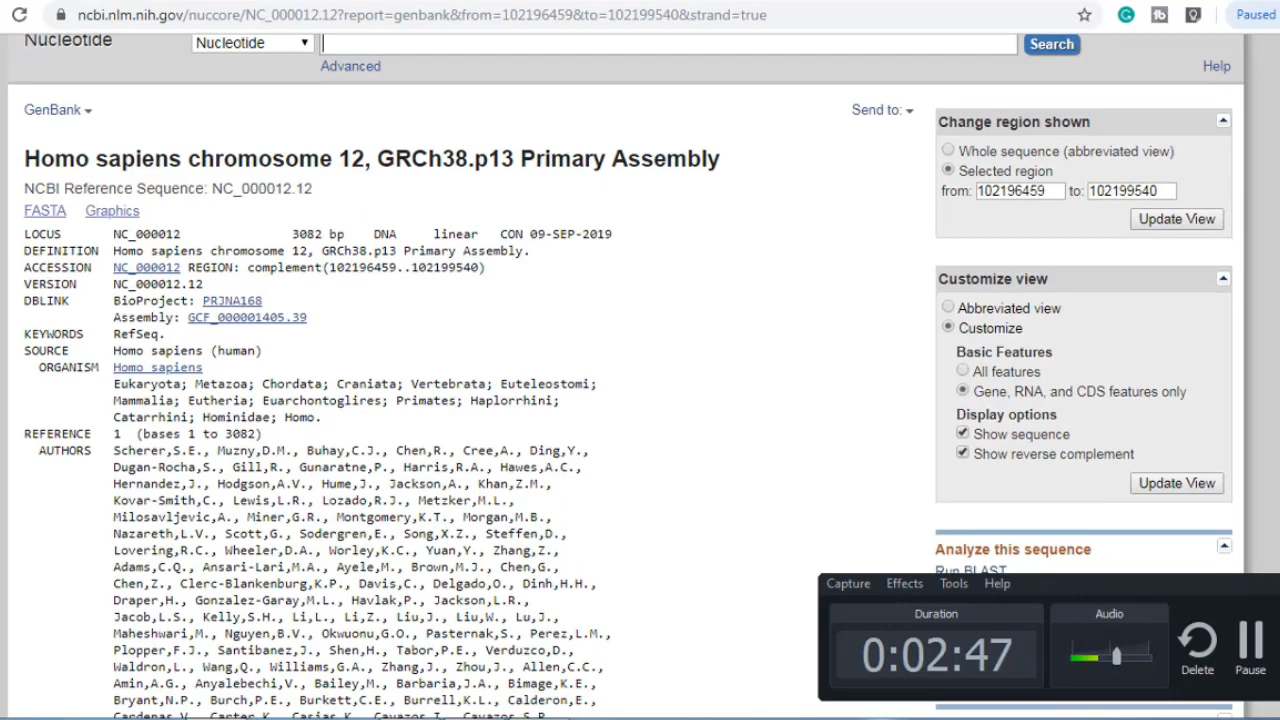 ncbi.nlm.nih.gov/nuccore/NC_000012.12?report=genbank&from=102196459&to=102199540&strand=true
Paused
Nucleotide
Nucleotide
Search
Advanced
Help
GenBank
Send to:
Homo sapiens chromosome 12, GRCh38.p13 Primary Assembly
NCBI Reference Sequence: NC_000012.12
FASTA Graphics
LOCUS NC_000012 3082 bp DNA linear CON 09-SEP-2019
DEFINITION Homo sapiens chromosome 12, GRCh38.p13 Primary Assembly.
ACCESSION NC_000012 REGION: complement(102196459..102199540)
VERSION NC_000012.12
DBLINK BioProject: PRJNA168
Assembly: GCF_000001405.39
KEYWORDS RefSeq.
SOURCE Homo sapiens (human)
ORGANISM Homo sapiens
Eukaryota; Metazoa; Chordata; Craniata; Vertebrata; Euteleostomi;
Mammalia; Eutheria; Euarchontoglires; Primates; Haplorrhini;
Catarrhini; Hominidae; Homo.
REFERENCE 1 (bases 1 to 3082)
AUTHORS Scherer,S.E., Muzny,D.M., Buhay,C.J., Chen,R., Cree,A., Ding,Y.,
Dugan-Rocha,S., Gill,R., Gunaratne,P., Harris,R.A., Hawes,A.C.,
Hernandez,J., Hodgson,A.V., Hume,J., Jackson,A., Khan,Z.M.,
Kovar-Smith,C., Lewis,L.R., Lozado,R.J., Metzker,M.L.,
Milosavljevic,A., Miner,G.R., Montgomery,K.T., Morgan,M.B.,
Nazareth,L.V., Scott,G., Sodergren,E., Song,X.Z., Steffen,D.,
Lovering,R.C., Wheeler,D.A., Worley,K.C., Yuan,Y., Zhang,Z.,
Adams,C.Q., Ansari-Lari,M.A., Ayele,M., Brown,M.J., Chen,G.,
Chen,Z., Clerc-Blankenburg,K.P., Davis,C., Delgado,O., Dinh,H.H.,
Draper,H., Gonzalez-Garay,M.L., Havlak,P., Jackson,L.R.,
Jacob,L.S., Kelly,S.H., Li,L., Li,Z., Liu,J., Liu,W., Lu,J.,
Maheshwari,M., Nguyen,B.V., Okwuonu,G.O., Pasternak,S., Perez,L.M.,
Plopper,F.J., Santibanez,J., Shen,H., Tabor,P.E., Verduzco,D.,
Waldron,L., Wang,Q., Williams,G.A., Zhang,J., Zhou,J., Allen,C.C.,
Amin,A.G., Anyalebechi,V., Bailey,M., Barbaria,J.A., Bimage,K.E.,
Bryant,N.P., Burch,P.E., Burkett,C.E., Burrell,K.L., Calderon,E.,
Cardenas,V., Carter,K., Casias,K., Cavazos,I., Cavazos,S.R.,
Change region shown
Whole sequence (abbreviated view)
Selected region
from: 102196459 to: 102199540
Update View
Customize view
Abbreviated view
Customize
Basic Features
All features
Gene, RNA, and CDS features only
Display options
Show sequence
Show reverse complement
Update View
Analyze this sequence
Run BLAST
Capture Effects Tools Help
Duration
0:02:47
Audio
Delete
Pause